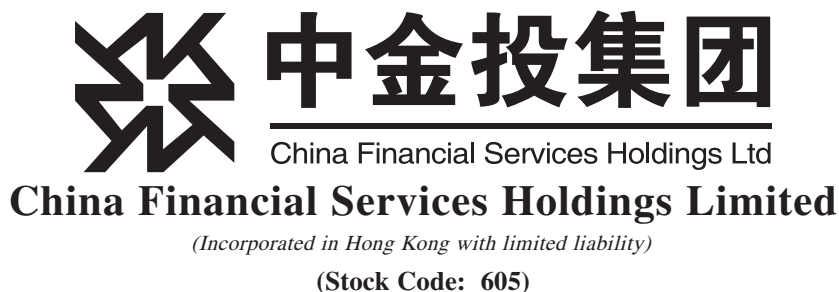 中金投集团
China Financial Services Holdings Ltd
China Financial Services Holdings Limited
(Incorporated in Hong Kong with limited liability)
(Stock Code: 605)